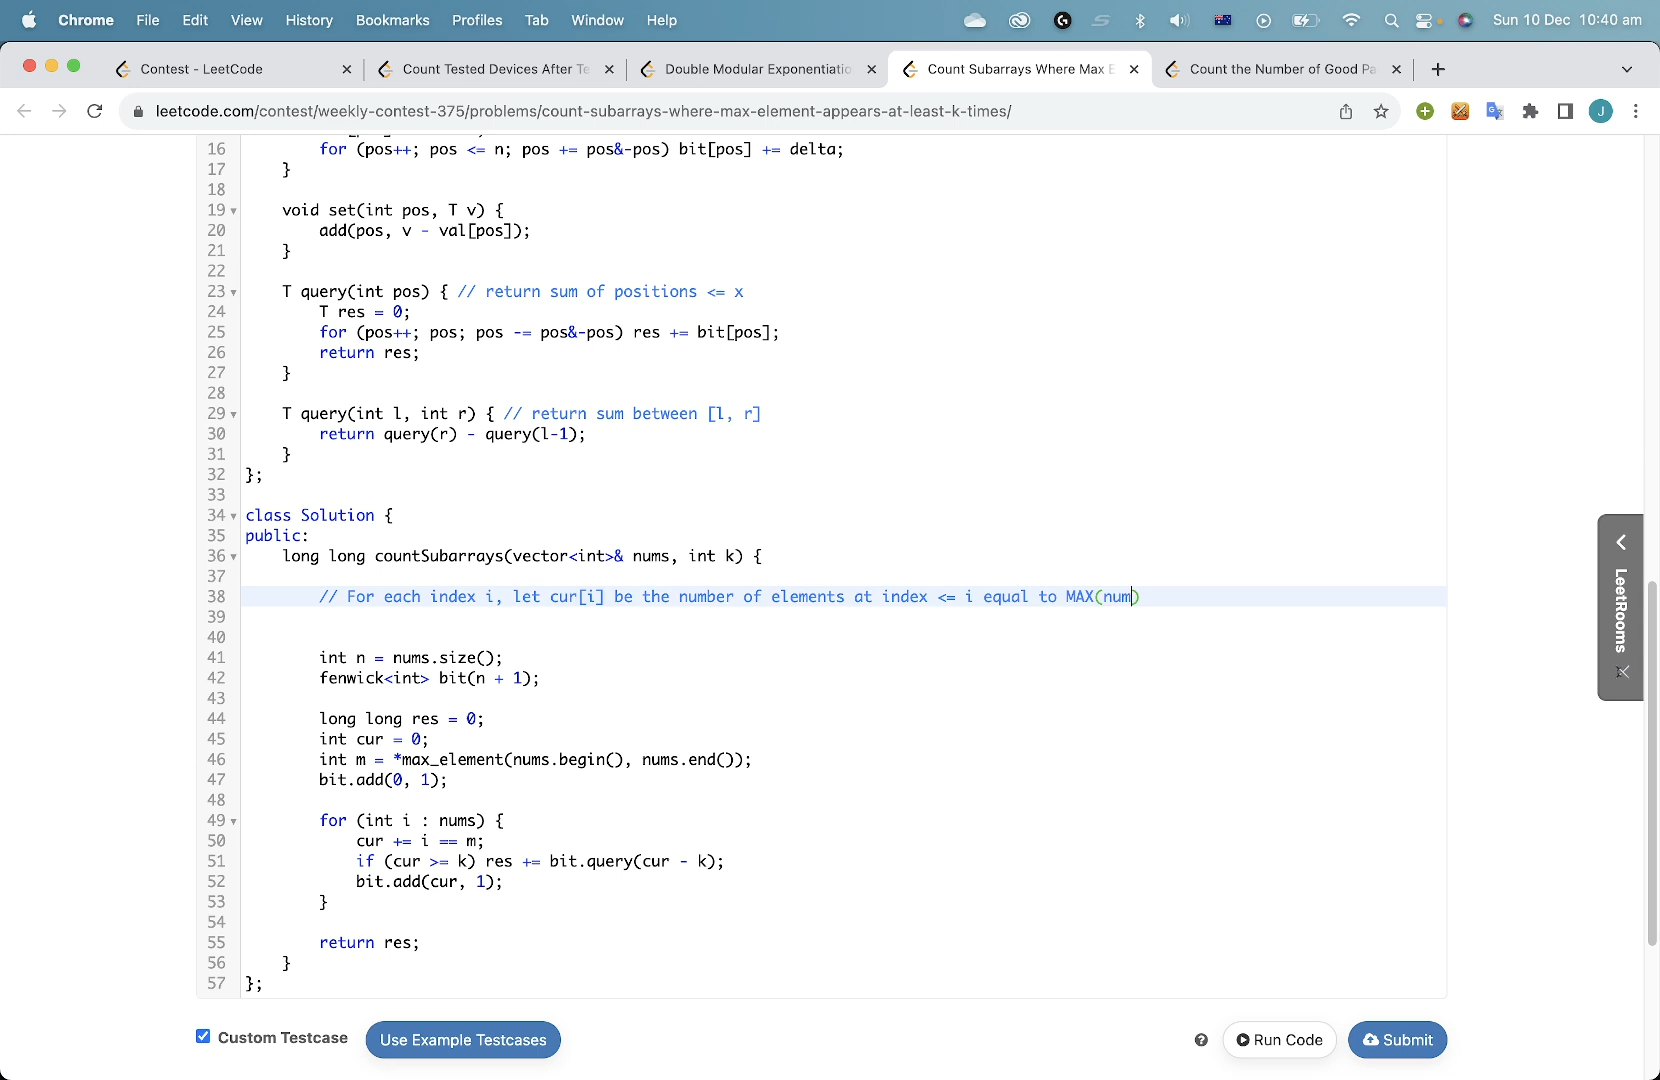 Chrome File Edit View History Bookmarks Profiles Tab Window Help Sun 10 Dec 10:40 am
Contest - LeetCode
Count Tested Devices After Te
Double Modular Exponentiatio
Count Subarrays Where Max E
Count the Number of Good Pa
leetcode.com/contest/weekly-contest-375/problems/count-subarrays-where-max-element-appears-at-least-k-times/
J
16 for (pos++; pos <= n; pos += pos&-pos) bit[pos] += delta;
17 }
18
19 void set(int pos, T v) {
20 add(pos, v - val[pos]);
21 }
22
23 T query(int pos) { // return sum of positions <= x
24 T res = 0;
25 for (pos++; pos; pos -= pos&-pos) res += bit[pos];
26 return res;
27 }
28
29 T query(int l, int r) { // return sum between [l, r]
30 return query(r) - query(l-1);
31 }
32 };
33
34 class Solution {
35 public:
36 long long countSubarrays(vector<int>& nums, int k) {
37
38 // For each index i, let cur[i] be the number of elements at index <= i equal to MAX(num)
39
40
41 int n = nums.size();
42 fenwick<int> bit(n + 1);
43
44 long long res = 0;
45 int cur = 0;
46 int m = *max_element(nums.begin(), nums.end());
47 bit.add(0, 1);
48
49 for (int i : nums) {
50 cur += i == m;
51 if (cur >= k) res += bit.query(cur - k);
52 bit.add(cur, 1);
53 }
54
55 return res;
56 }
57 };
LeetRooms
Custom Testcase
Use Example Testcases
Run Code
Submit